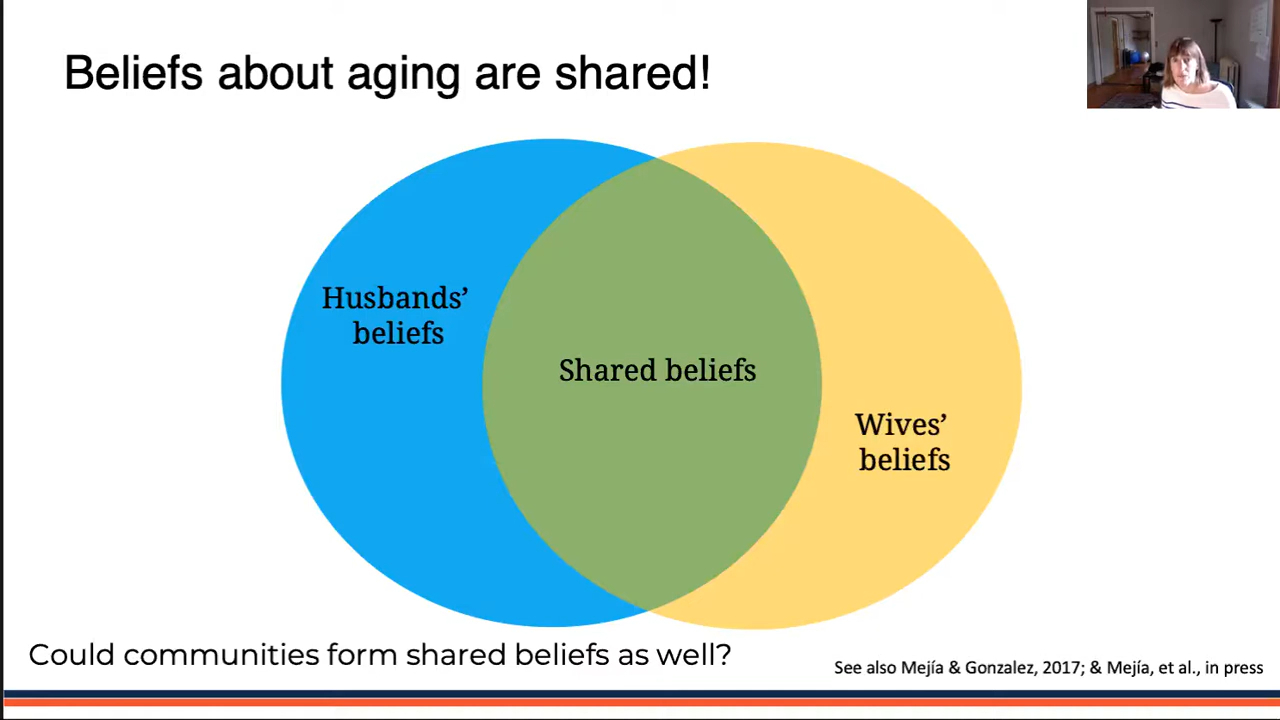 Beliefs about aging are shared!
Husbands’
beliefs
Shared beliefs
Wives’
beliefs
Could communities form shared beliefs as well?
See also Mejía & Gonzalez, 2017; & Mejía, et al., in press